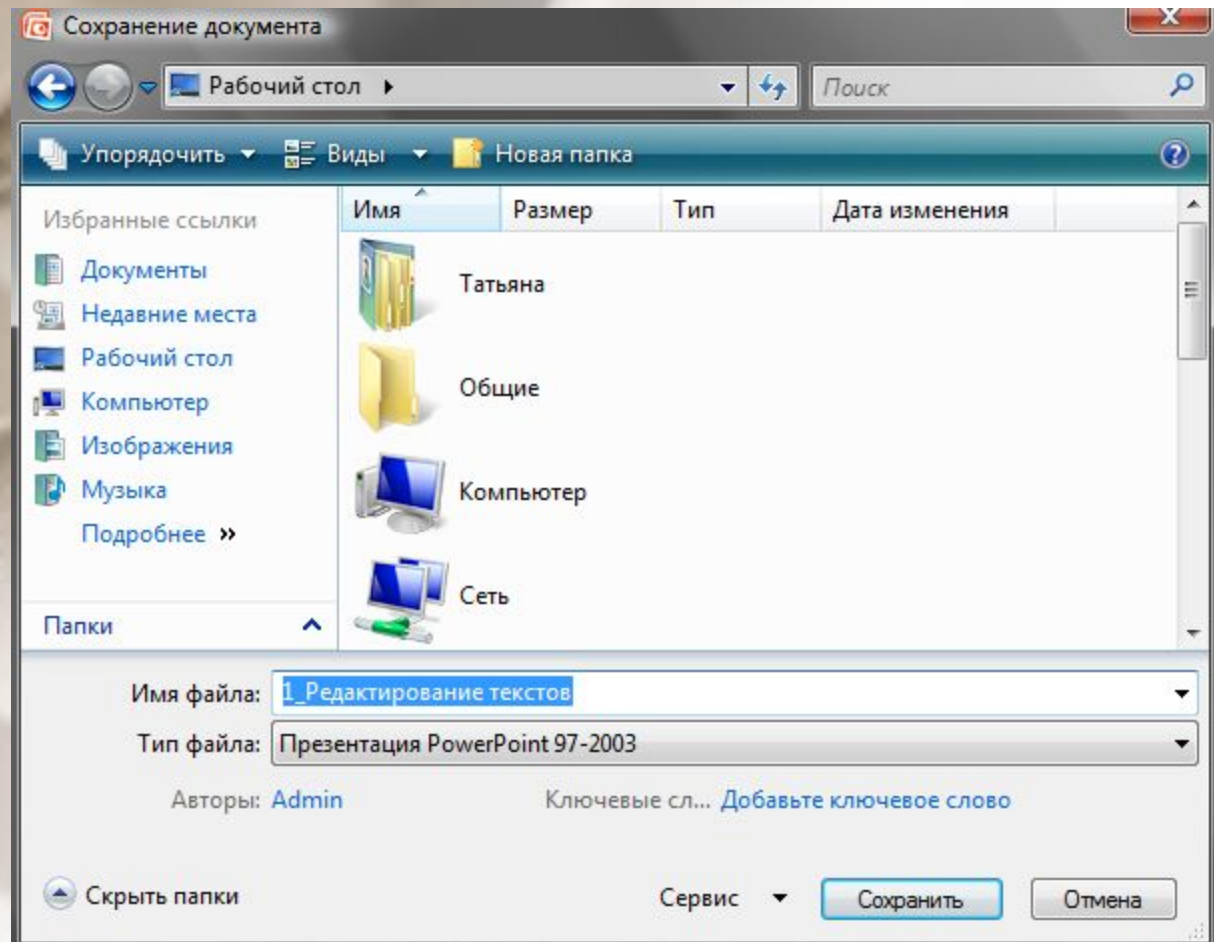 Сохранение документа
Рабочий стол
Поиск
Упорядочить Виды Новая папка
Избранные ссылки
Документы
Недавние места
Рабочий стол
Компьютер
Изображения
Музыка
Подробнее »
Папки
Имя Размер Тип Дата изменения
Татьяна
Общие
Компьютер
Сеть
Имя файла: 1_Редактирование текстов
Тип файла: Презентация PowerPoint 97-2003
Авторы: Admin Ключевые сл... Добавьте ключевое слово
Скрыть папки Сервис Сохранить Отмена